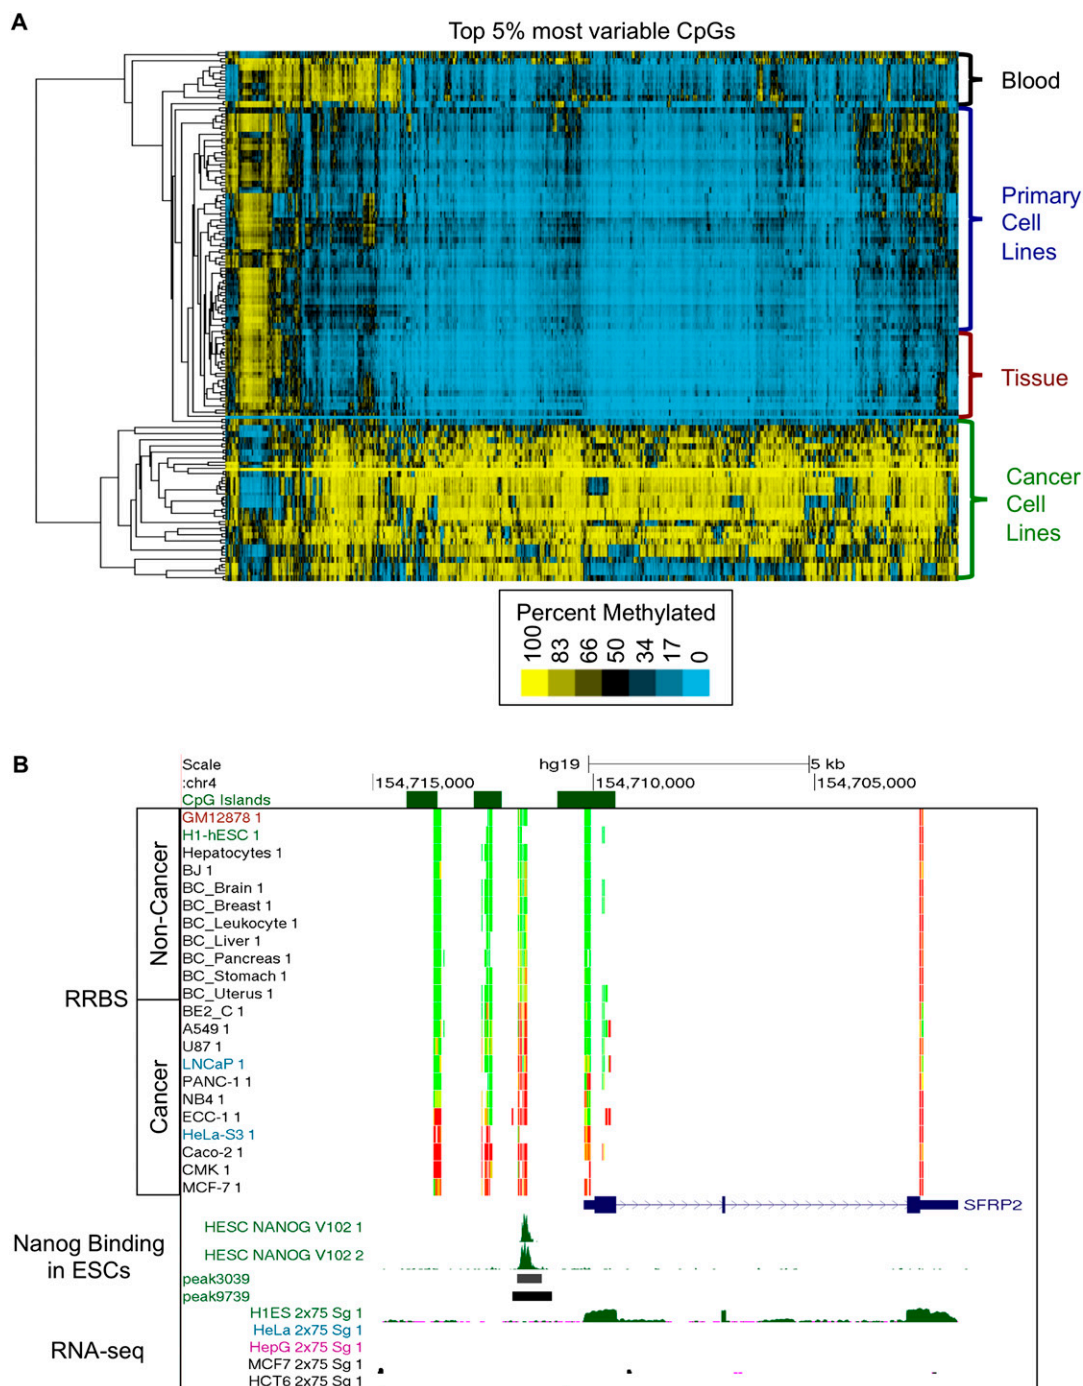 A
Top 5% most variable CpGs
Blood
Primary
Cell
Lines
Tissue
Cancer
Cell
Lines
Percent Methylated
100 83 66 50 34 17 0
B
Scale hg19 5 kb
:chr4 154,715,000 154,710,000 154,705,000
CpG Islands
RRBS
Non-Cancer
GM12878 1
H1-hESC 1
Hepatocytes 1
BJ 1
BC_Brain 1
BC_Breast 1
BC_Leukocyte 1
BC_Liver 1
BC_Pancreas 1
BC_Stomach 1
BC_Uterus 1
Cancer
BE2_C 1
A549 1
U87 1
LNCaP 1
PANC-1 1
NB4 1
ECC-1 1
HeLa-S3 1
Caco-2 1
CMK 1
MCF-7 1
SFRP2
Nanog Binding
in ESCs
HESC NANOG V102 1
HESC NANOG V102 2
peak3039
peak9739
RNA-seq
H1ES 2x75 Sg 1
HeLa 2x75 Sg 1
HepG 2x75 Sg 1
MCF7 2x75 Sg 1
HCT6 2x75 Sg 1